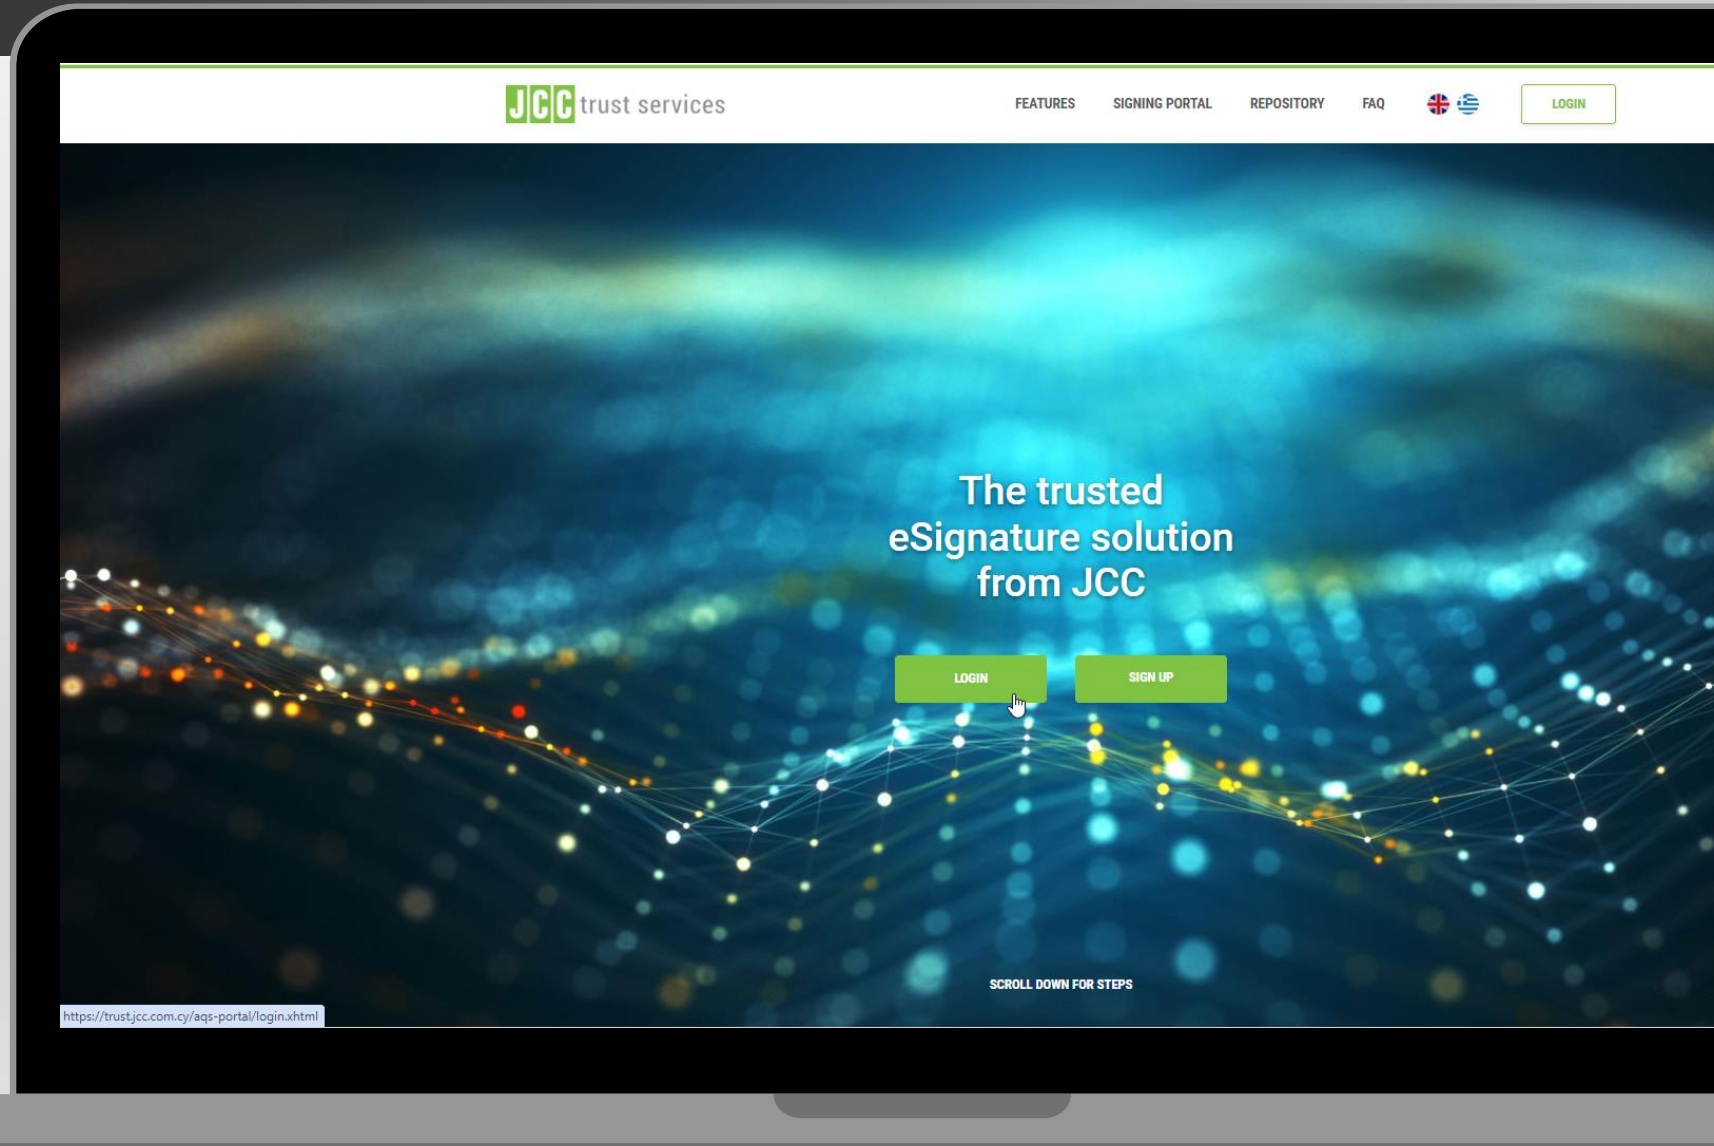 JCC trust services
FEATURES
SIGNING PORTAL
REPOSITORY
FAQ
LOGIN
The trusted
eSignature solution
from JCC
LOGIN
SIGN UP
SCROLL DOWN FOR STEPS
https://trust.jcc.com.cy/aqs-portal/login.xhtml